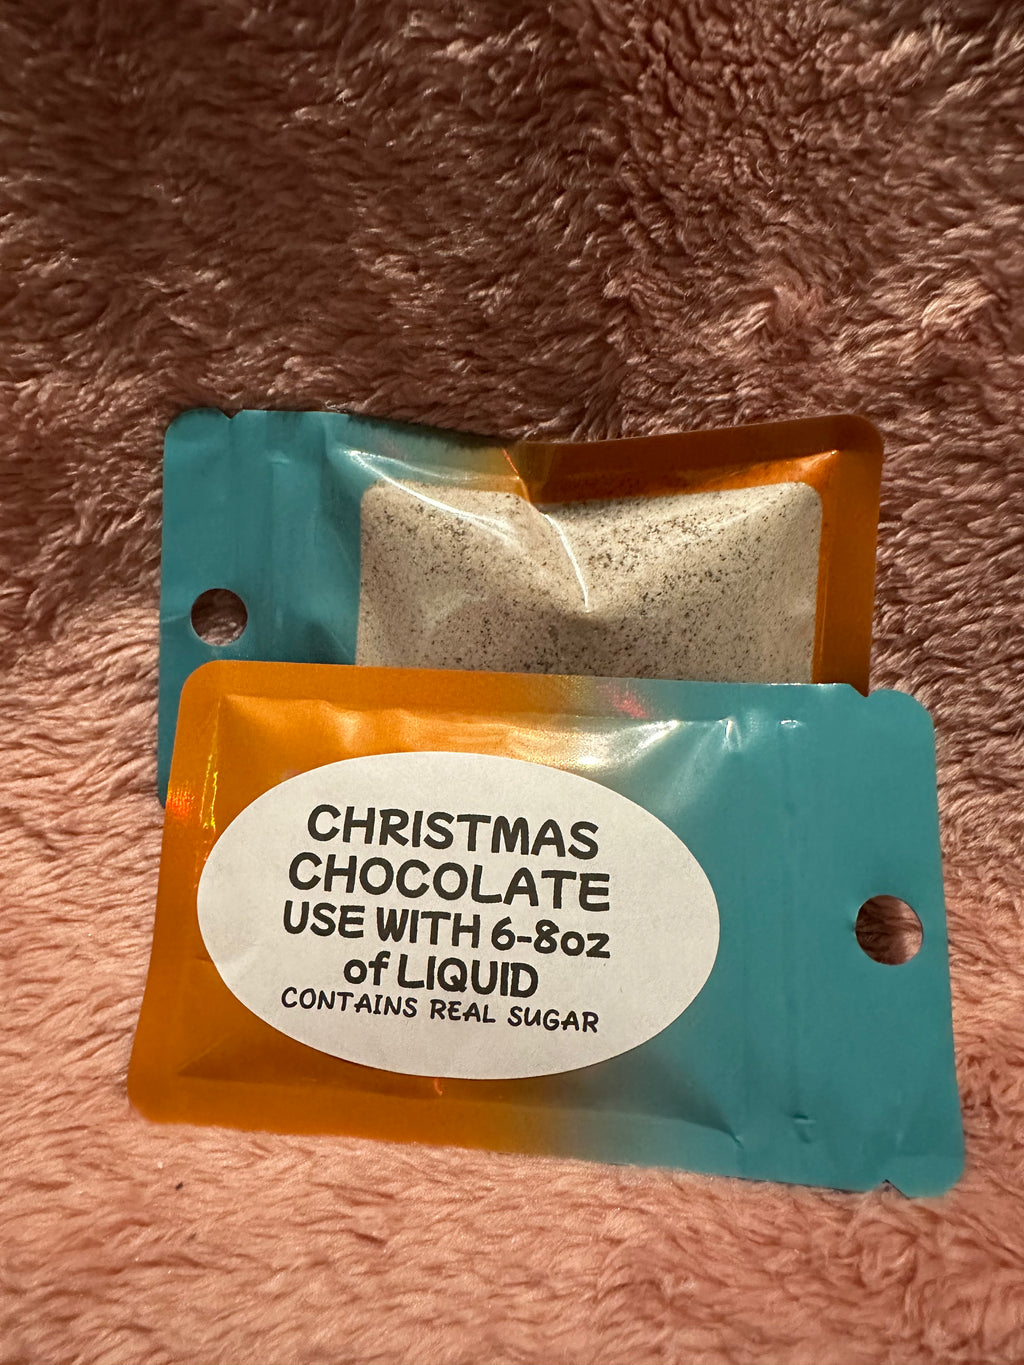 CHRISTMAS
CHOCOLATE
USE WITH 6-8oz
of LIQUID
CONTAINS REAL SUGAR